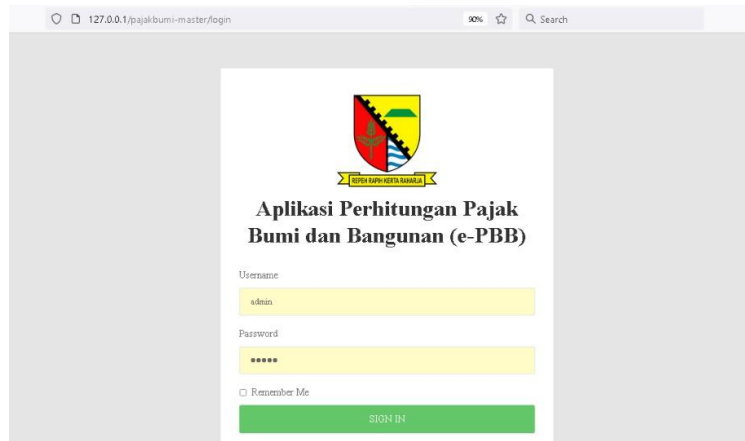 127.0.0.1/pajakbumi-master/login
90%
Search
REPEH RAPIH KERTA RAHARJA
Aplikasi Perhitungan Pajak
Bumi dan Bangunan (e-PBB)
Username
admin
Password
•••••
Remember Me
SIGN IN